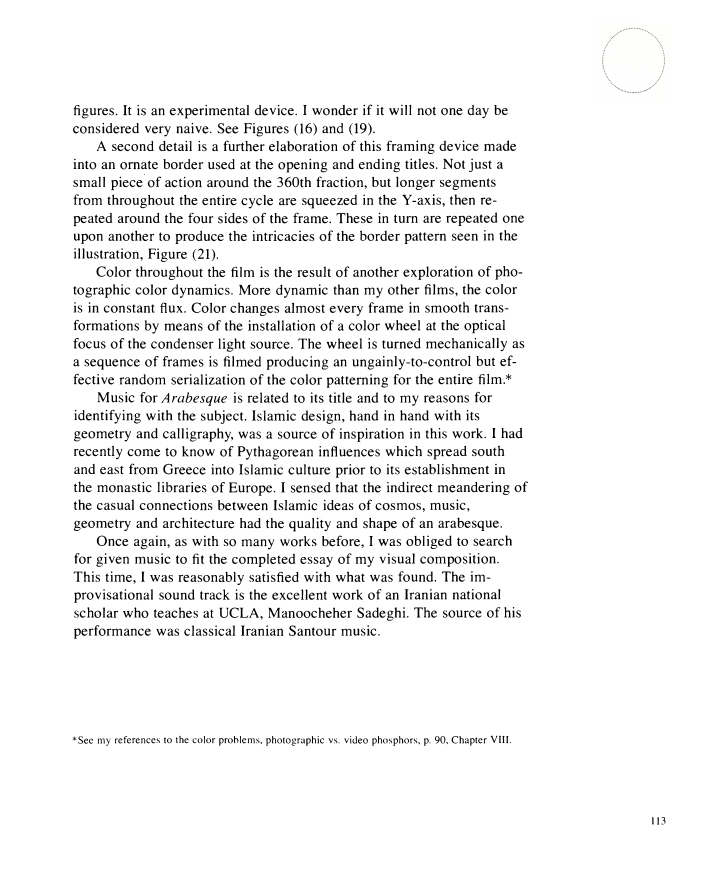 figures. It is an experimental device. I wonder if it will not one day be
considered very naive. See Figures (16) and (19).
A second detail is a further elaboration of this framing device made
into an ornate border used at the opening and ending titles. Not just a
small piece of action around the 360th fraction, but longer segments
from throughout the entire cycle are squeezed in the Y-axis, then re-
peated around the four sides of the frame. These in turn are repeated one
upon another to produce the intricacies of the border pattern seen in the
illustration, Figure (21).
Color throughout the film is the result of another exploration of pho-
tographic color dynamics. More dynamic than my other films, the color
is in constant flux. Color changes almost every frame in smooth trans-
formations by means of the installation of a color wheel at the optical
focus of the condenser light source. The wheel is turned mechanically as
a sequence of frames is filmed producing an ungainly-to-control but ef-
fective random serialization of the color patterning for the entire film.*
Music for Arabesque is related to its title and to my reasons for
identifying with the subject. Islamic design, hand in hand with its
geometry and calligraphy, was a source of inspiration in this work. I had
recently come to know of Pythagorean influences which spread south
and east from Greece into Islamic culture prior to its establishment in
the monastic libraries of Europe. I sensed that the indirect meandering of
the casual connections between Islamic ideas of cosmos, music,
geometry and architecture had the quality and shape of an arabesque.
Once again, as with so many works before, I was obliged to search
for given music to fit the completed essay of my visual composition.
This time, I was reasonably satisfied with what was found. The im-
provisational sound track is the excellent work of an Iranian national
scholar who teaches at UCLA, Manoocheher Sadeghi. The source of his
performance was classical Iranian Santour music.
*See my references to the color problems, photographic vs. video phosphors, p. 90, Chapter VIII.
113